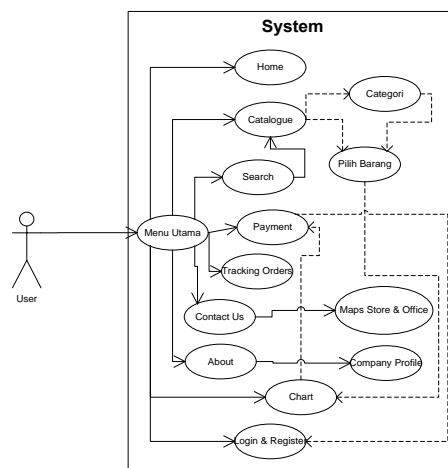 System
Home
Catalogue
Categori
Pilih Barang
Search
Menu Utama
Payment
Tracking Orders
User
Contact Us
Maps Store & Office
About
Company Profile
Chart
Login & Register